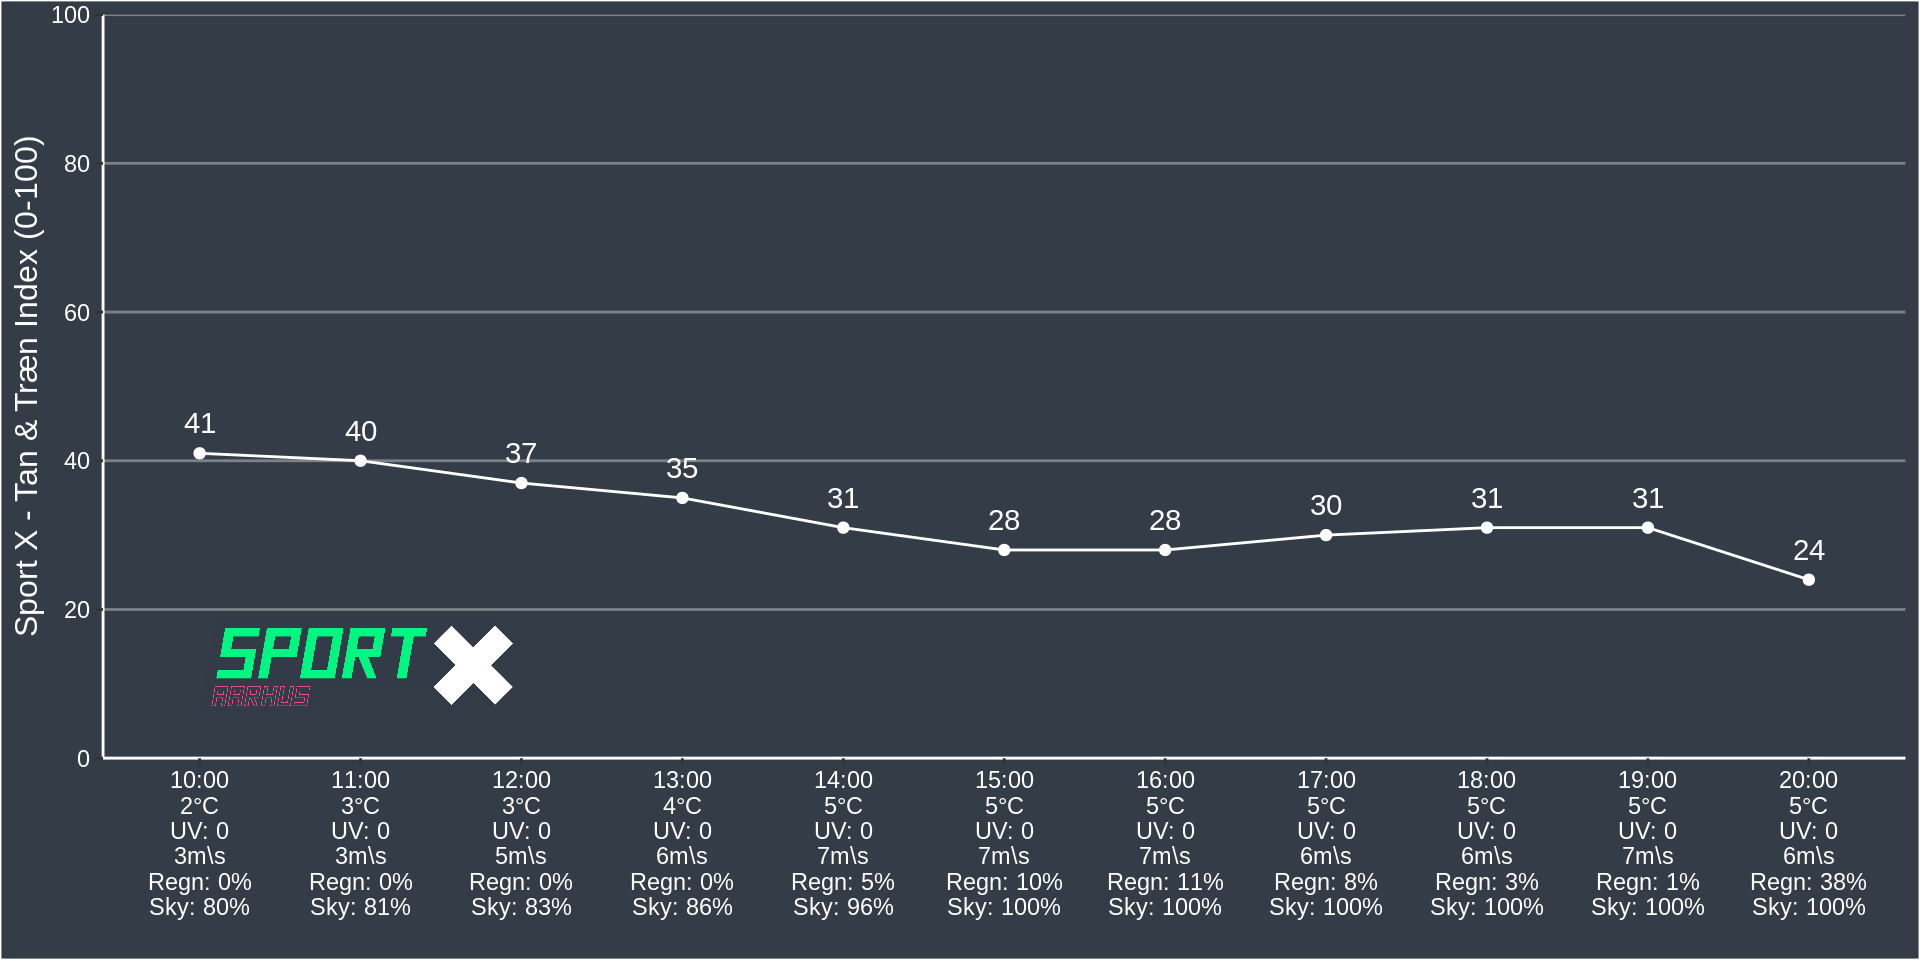 Sport X - Tan & Træn Index (0-100)
100
80
60
40
20
0
41
40
37
35
31
28
28
30
31
31
24
SPORT X
AARHUS
10:00 11:00 12:00 13:00 14:00 15:00 16:00 17:00 18:00 19:00 20:00
2°C 3°C 3°C 4°C 5°C 5°C 5°C 5°C 5°C 5°C 5°C
UV: 0 UV: 0 UV: 0 UV: 0 UV: 0 UV: 0 UV: 0 UV: 0 UV: 0 UV: 0 UV: 0
3m\s 3m\s 5m\s 6m\s 7m\s 7m\s 7m\s 6m\s 6m\s 7m\s 6m\s
Regn: 0% Regn: 0% Regn: 0% Regn: 0% Regn: 5% Regn: 10% Regn: 11% Regn: 8% Regn: 3% Regn: 1% Regn: 38%
Sky: 80% Sky: 81% Sky: 83% Sky: 86% Sky: 96% Sky: 100% Sky: 100% Sky: 100% Sky: 100% Sky: 100% Sky: 100%